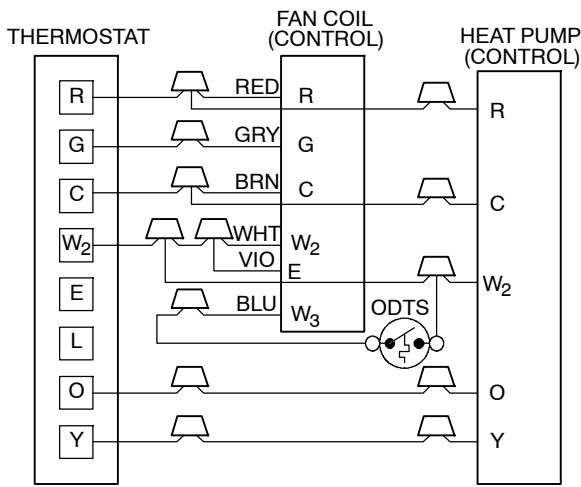 THERMOSTAT
FAN COIL
(CONTROL)
HEAT PUMP
(CONTROL)
R
RED
R
R
G
GRY
G
C
BRN
C
C
W2
WHT
W2
VIO
E
W2
E
BLU
W3
ODTS
L
O
O
Y
Y